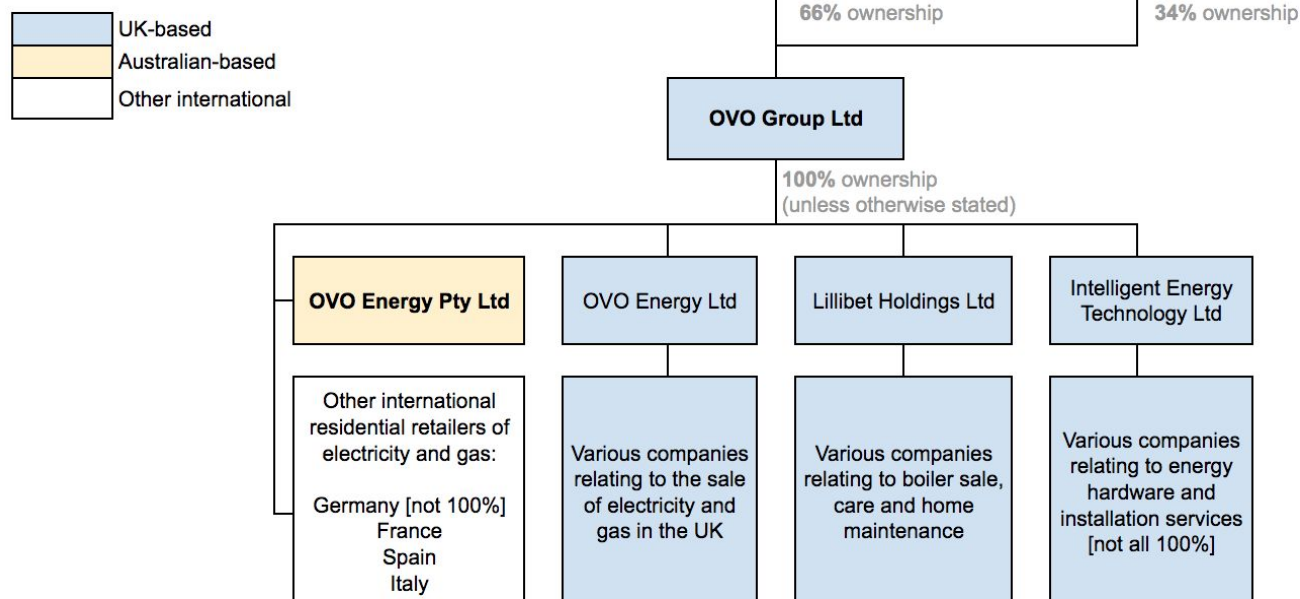 66% ownership
34% ownership
UK-based
Australian-based
Other international
OVO Group Ltd
100% ownership
(unless otherwise stated)
OVO Energy Pty Ltd
OVO Energy Ltd
Lillibet Holdings Ltd
Intelligent Energy
Technology Ltd
Other international
residential retailers of
electricity and gas:
Germany [not 100%]
France
Spain
Italy
Various companies
relating to the sale
of electricity and
gas in the UK
Various companies
relating to boiler sale,
care and home
maintenance
Various companies
relating to energy
hardware and
installation services
[not all 100%]